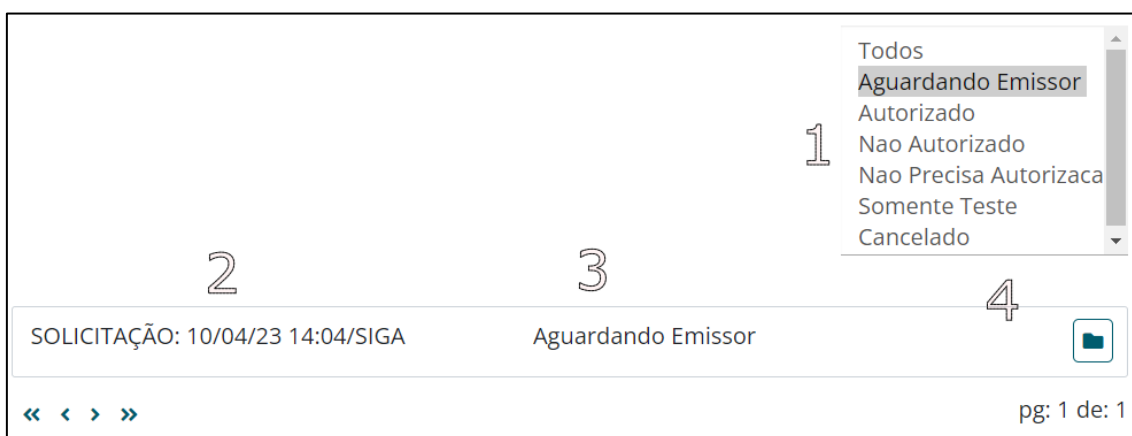 Todos
Aguardando Emissor
Autorizado
1
Nao Autorizado
Nao Precisa Autorizaca
Somente Teste
Cancelado
2
3
4
SOLICITAÇÃO: 10/04/23 14:04/SIGA
Aguardando Emissor
« ‹ › »
pg: 1 de: 1